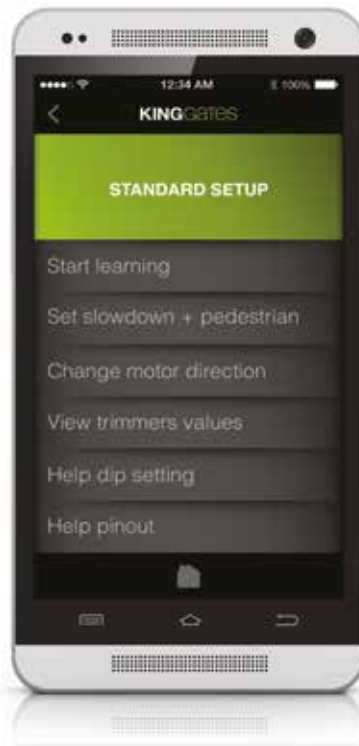 12:34 AM 100%
KINGGATES
STANDARD SETUP
Start learning
Set slowdown + pedestrian
Change motor direction
View trimmers values
Help dip setting
Help pinout